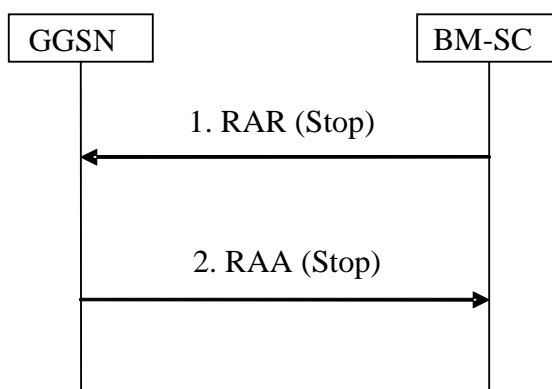 GGSN
BM-SC
1. RAR (Stop)
2. RAA (Stop)